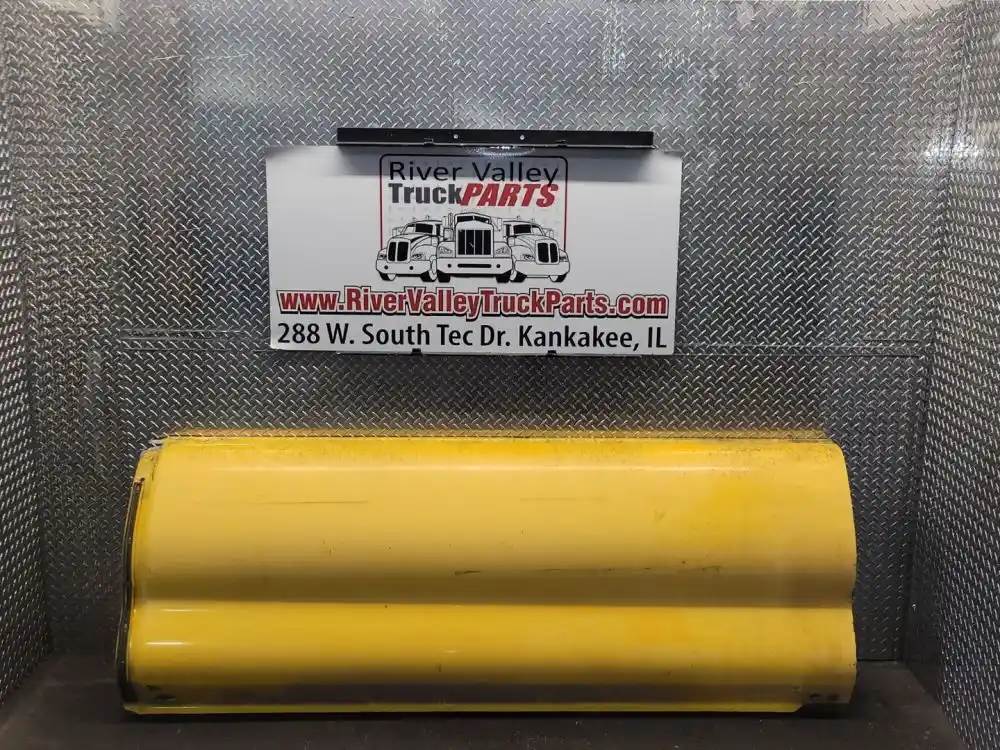 River Valley
TruckPARTS
www.RiverValleyTruckParts.com
288 W. South Tec Dr. Kankakee, IL